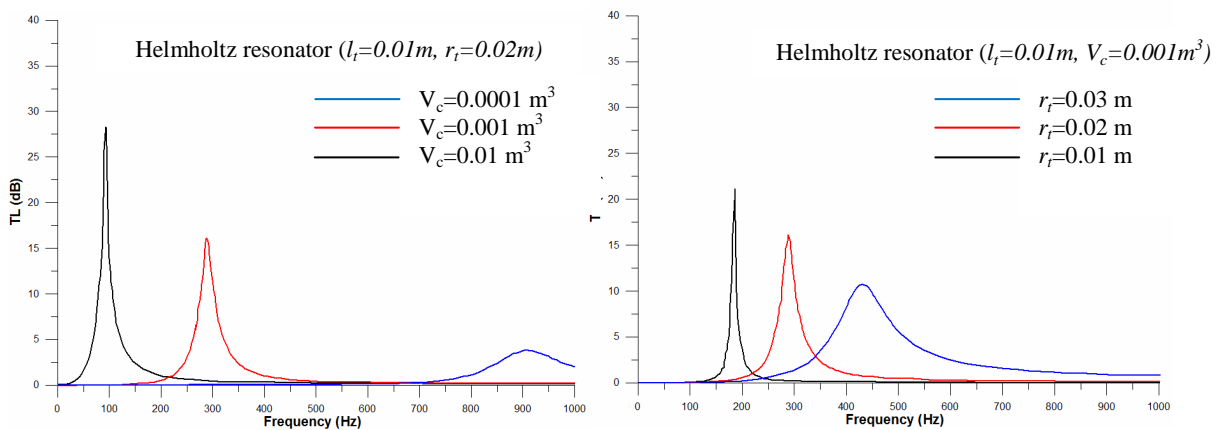 40
35
30
25
20
15
10
5
0
TL (dB)
Helmholtz resonator (lₜ=0.01m, rₜ=0.02m)
V_c=0.0001 m³
V_c=0.001 m³
V_c=0.01 m³
0 100 200 300 400 500 600 700 800 900 1000
Frequency (Hz)
40
35
30
25
20
15
10
5
0
T
Helmholtz resonator (lₜ=0.01m, V_c=0.001m³)
rₜ=0.03 m
rₜ=0.02 m
rₜ=0.01 m
0 100 200 300 400 500 600 700 800 900 1000
Frequency (Hz)